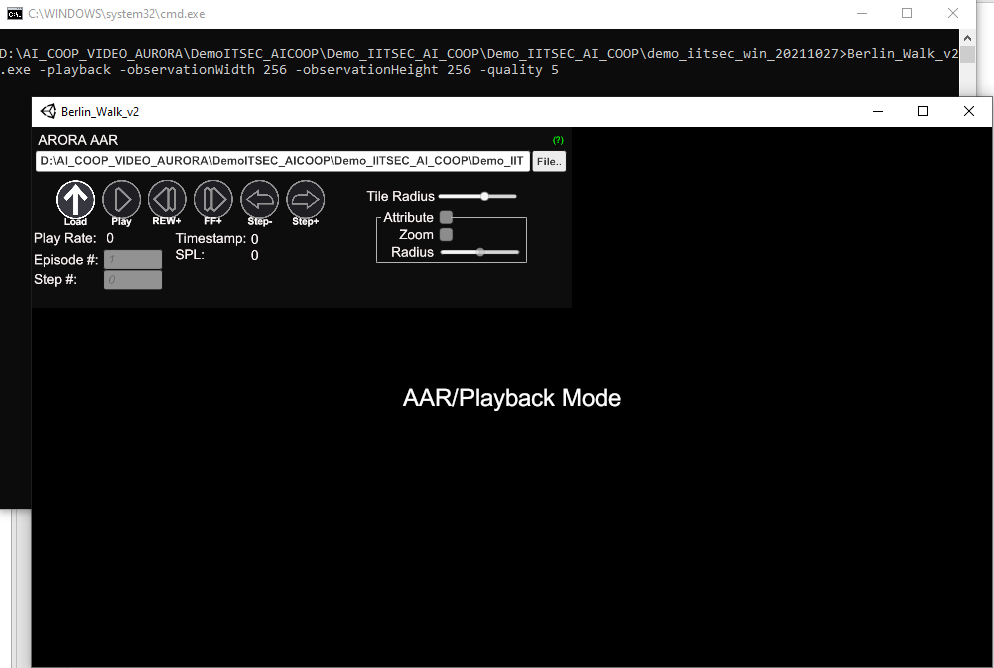 C:\WINDOWS\system32\cmd.exe
D:\AI_COOP_VIDEO_AURORA\DemoITSEC_AICOOP\Demo_IITSEC_AI_COOP\Demo_IITSEC_AI_COOP\demo_iitsec_win_20211027>Berlin_Walk_v2
.exe -playback -observationWidth 256 -observationHeight 256 -quality 5
Berlin_Walk_v2
ARORA AAR (?)
D:\AI_COOP_VIDEO_AURORA\DemoITSEC_AICOOP\Demo_IITSEC_AI_COOP\Demo_IIT File..
Load Play REW+ FF+ Step- Step+
Play Rate: 0 Timestamp: 0
SPL: 0
Episode #: 1
Step #: 0
Tile Radius
Attribute
Zoom
Radius
AAR/Playback Mode